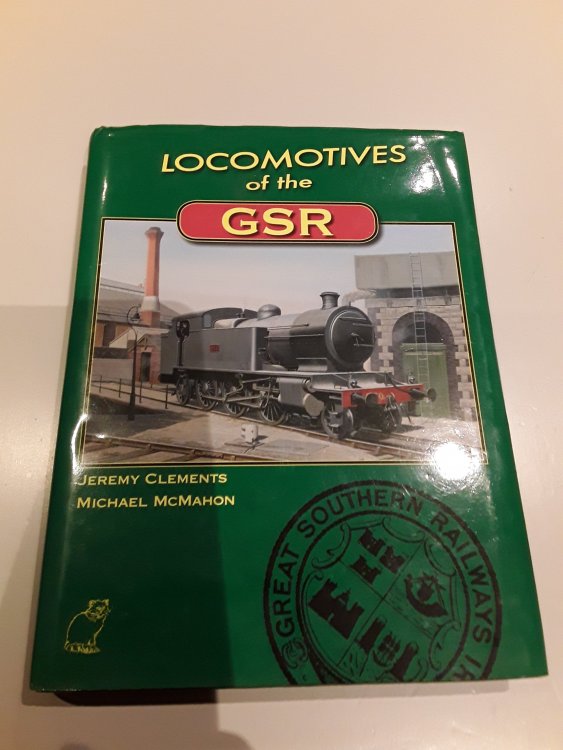 LOCOMOTIVES
of the
GSR
JEREMY CLEMENTS
MICHAEL MCMAHON
GREAT SOUTHERN RAILWAYS